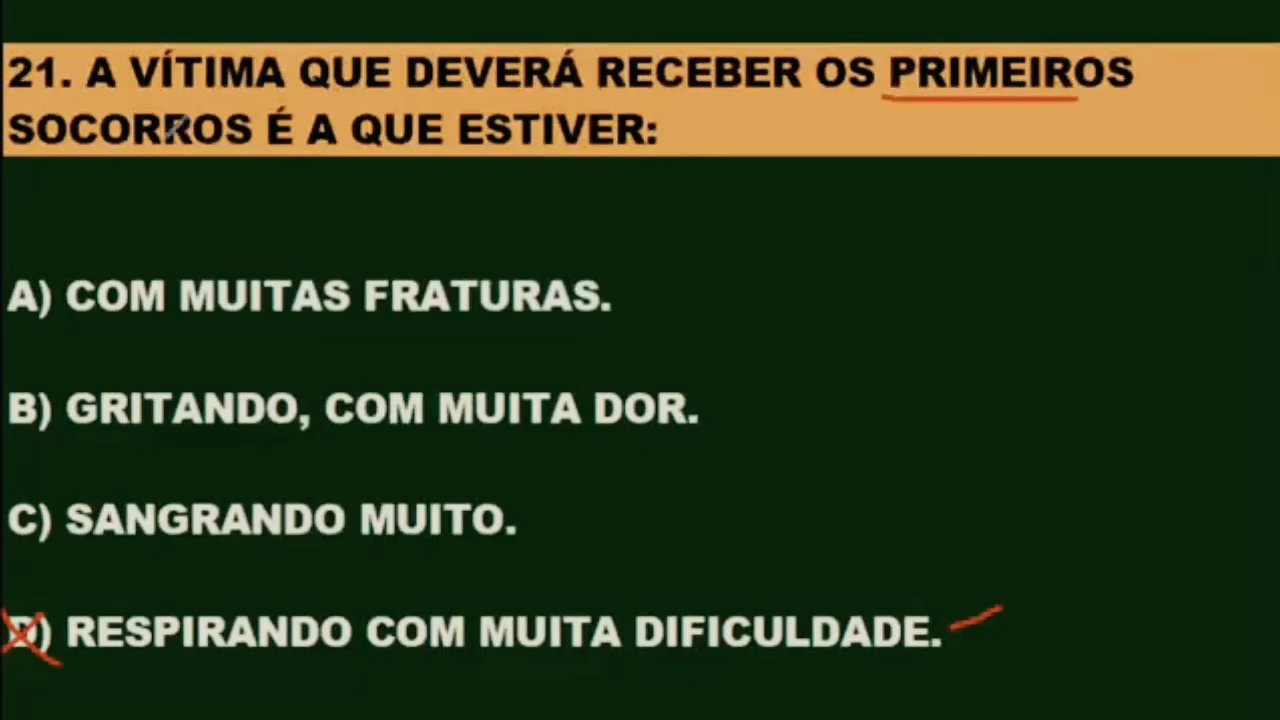 21. A VÍTIMA QUE DEVERÁ RECEBER OS PRIMEIROS
SOCORROS É A QUE ESTIVER:
A) COM MUITAS FRATURAS.
B) GRITANDO, COM MUITA DOR.
C) SANGRANDO MUITO.
D) RESPIRANDO COM MUITA DIFICULDADE.